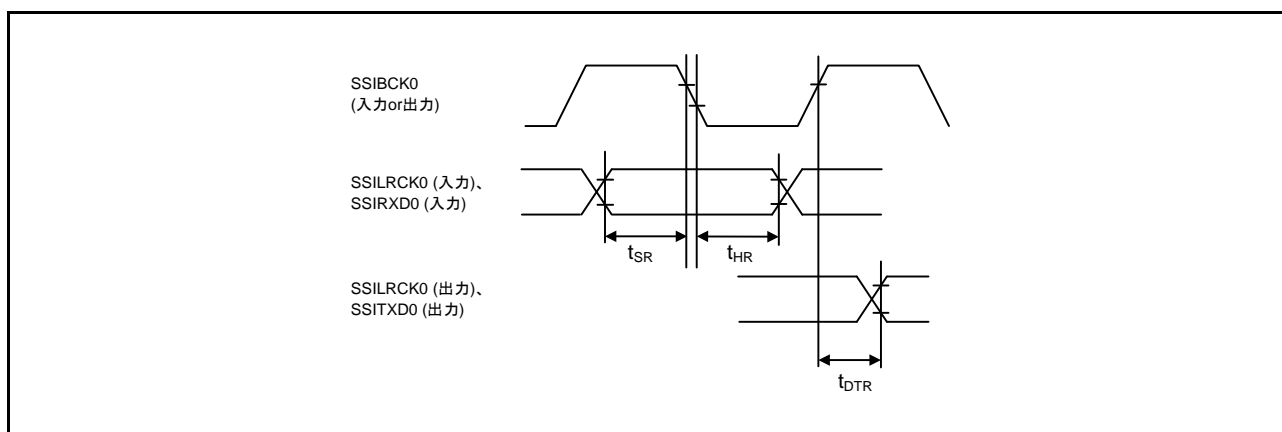 SSIBCK0
(入力or出力)
SSILRCK0 (入力)、
SSIRXD0 (入力)
tSR
tHR
SSILRCK0 (出力)、
SSITXD0 (出力)
tDTR